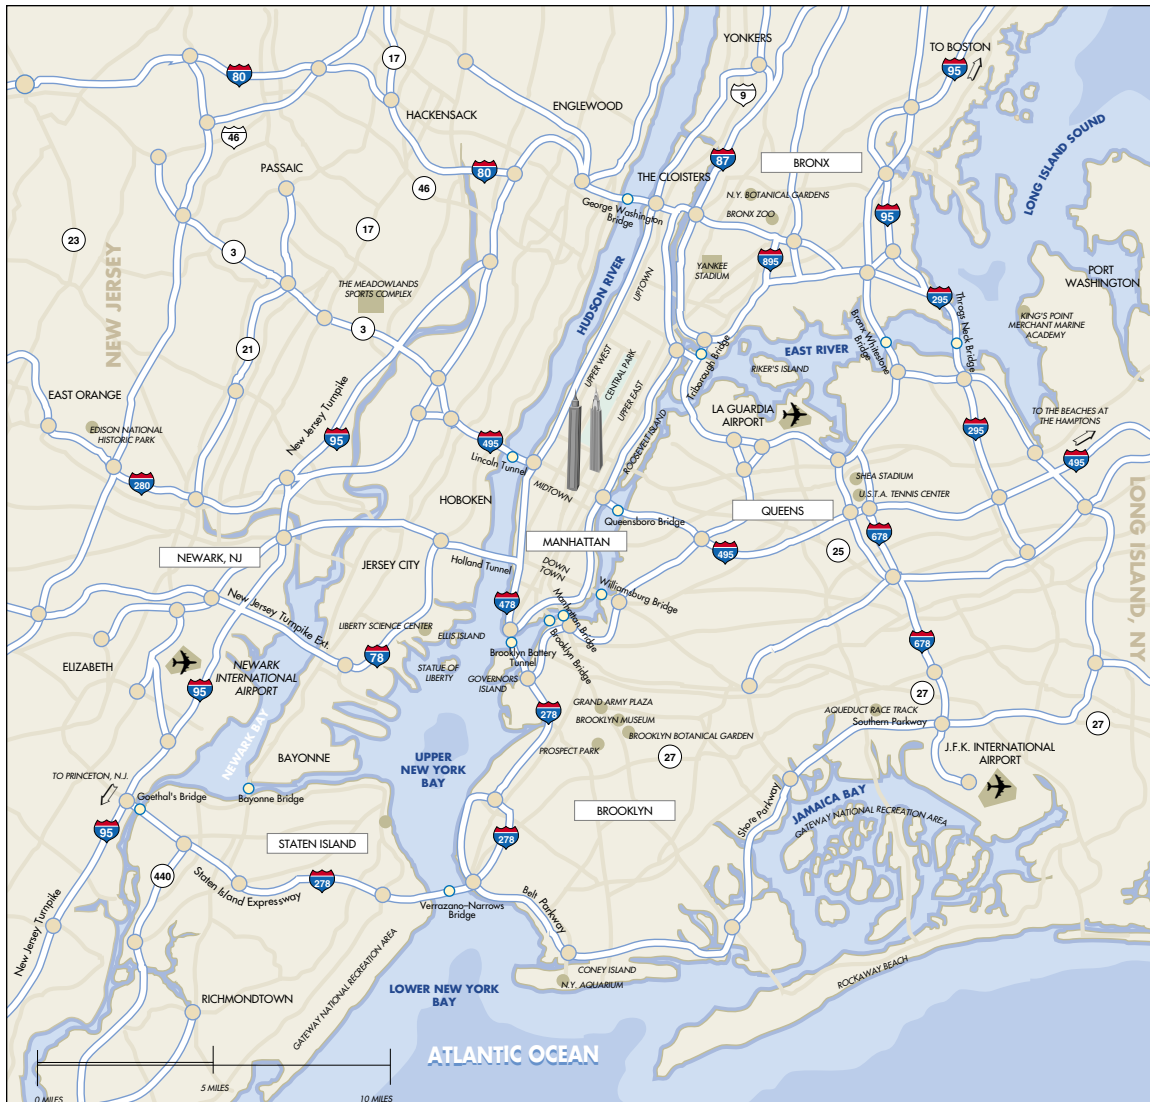 YONKERS
TO BOSTON
95
17
80
9
ENGLEWOOD
HACKENSACK
LONG ISLAND SOUND
46
87
BRONX
PASSAIC
80
THE CLOISTERS
46
N.Y. BOTANICAL GARDENS
George Washington
Bridge
BRONX ZOO
95
17
23
3
NEW JERSEY
HUDSON RIVER
UPTOWN
YANKEE
STADIUM
895
PORT
WASHINGTON
THE MEADOWLANDS
SPORTS COMPLEX
295
Throgs Neck Bridge
KING'S POINT
MERCHANT MARINE
ACADEMY
3
21
Bronx Whitestone
Bridge
EAST RIVER
Triborough Bridge
RIKER'S ISLAND
UPPER WEST
CENTRAL PARK
UPPER EAST
EAST ORANGE
New Jersey Turnpike
LA GUARDIA
AIRPORT
TO THE BEACHES AT
THE HAMPTONS
EDISON NATIONAL
HISTORIC PARK
95
495
ROOSEVELT ISLAND
295
495
Lincoln Tunnel
280
MIDTOWN
SHEA STADIUM
U.S.T.A. TENNIS CENTER
HOBOKEN
Queensboro Bridge
QUEENS
678
LONG ISLAND, NY
MANHATTAN
495
25
NEWARK, NJ
JERSEY CITY
Holland Tunnel
DOWN
TOWN
New Jersey Turnpike Ext.
478
Williamsburg Bridge
Manhattan Bridge
Brooklyn Bridge
LIBERTY SCIENCE CENTER
ELLIS ISLAND
678
78
Brooklyn Battery
Tunnel
ELIZABETH
NEWARK
INTERNATIONAL
AIRPORT
STATUE OF
LIBERTY
GOVERNORS
ISLAND
95
27
278
GRAND ARMY PLAZA
AQUEDUCT RACE TRACK
BROOKLYN MUSEUM
Southern Parkway
27
BROOKLYN BOTANICAL GARDEN
NEWARK BAY
PROSPECT PARK
27
J.F.K. INTERNATIONAL
AIRPORT
BAYONNE
UPPER
NEW YORK
BAY
TO PRINCETON, N.J.
Goethal's Bridge
Bayonne Bridge
Shore Parkway
JAMAICA BAY
GATEWAY NATIONAL RECREATION AREA
BROOKLYN
95
278
STATEN ISLAND
440
Staten Island Expressway
278
Verrazano-Narrows
Bridge
Belt Parkway
New Jersey Turnpike
GATEWAY NATIONAL RECREATION AREA
CONEY ISLAND
N.Y. AQUARIUM
ROCKAWAY BEACH
LOWER NEW YORK
BAY
RICHMONDTOWN
ATLANTIC OCEAN
5 MILES
0 MILES
10 MILES